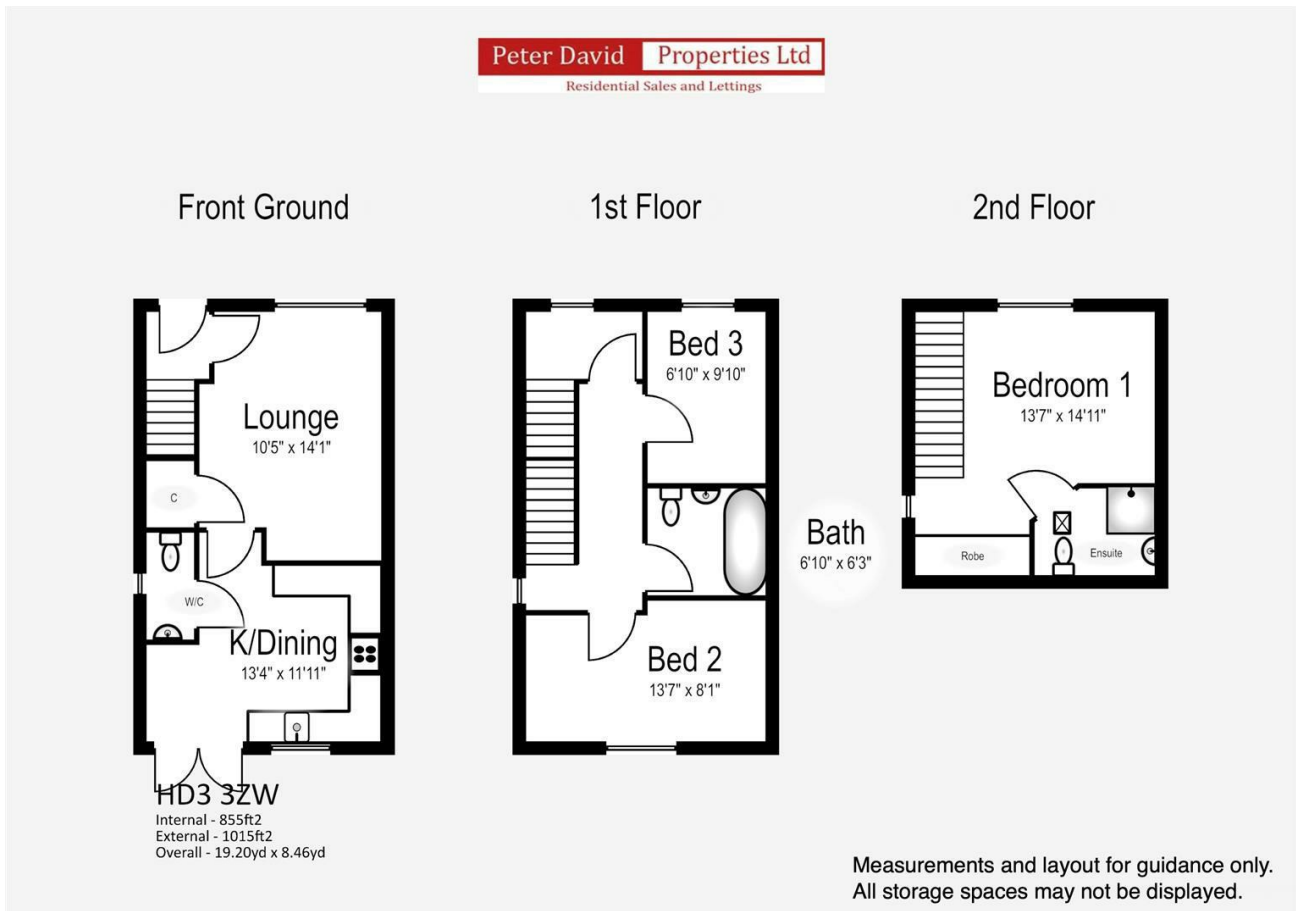 Peter David Properties Ltd
Residential Sales and Lettings
Front Ground
1st Floor
2nd Floor
Lounge
10'5" x 14'1"
C
W/C
K/Dining
13'4" x 11'11"
Bed 3
6'10" x 9'10"
Bath
6'10" x 6'3"
Bed 2
13'7" x 8'1"
Bedroom 1
13'7" x 14'11"
Robe
Ensuite
HD3 3ZW
Internal - 855ft2
External - 1015ft2
Overall - 19.20yd x 8.46yd
Measurements and layout for guidance only.
All storage spaces may not be displayed.